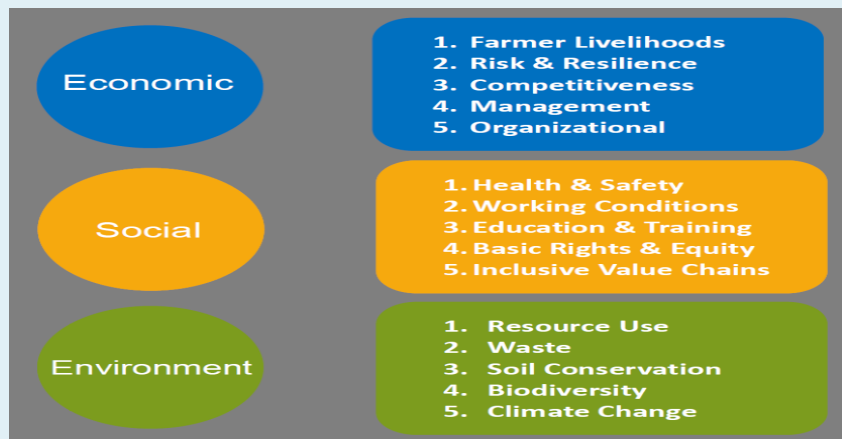 Economic
1. Farmer Livelihoods
2. Risk & Resilience
3. Competitiveness
4. Management
5. Organizational
Social
1. Health & Safety
2. Working Conditions
3. Education & Training
4. Basic Rights & Equity
5. Inclusive Value Chains
Environment
1. Resource Use
2. Waste
3. Soil Conservation
4. Biodiversity
5. Climate Change